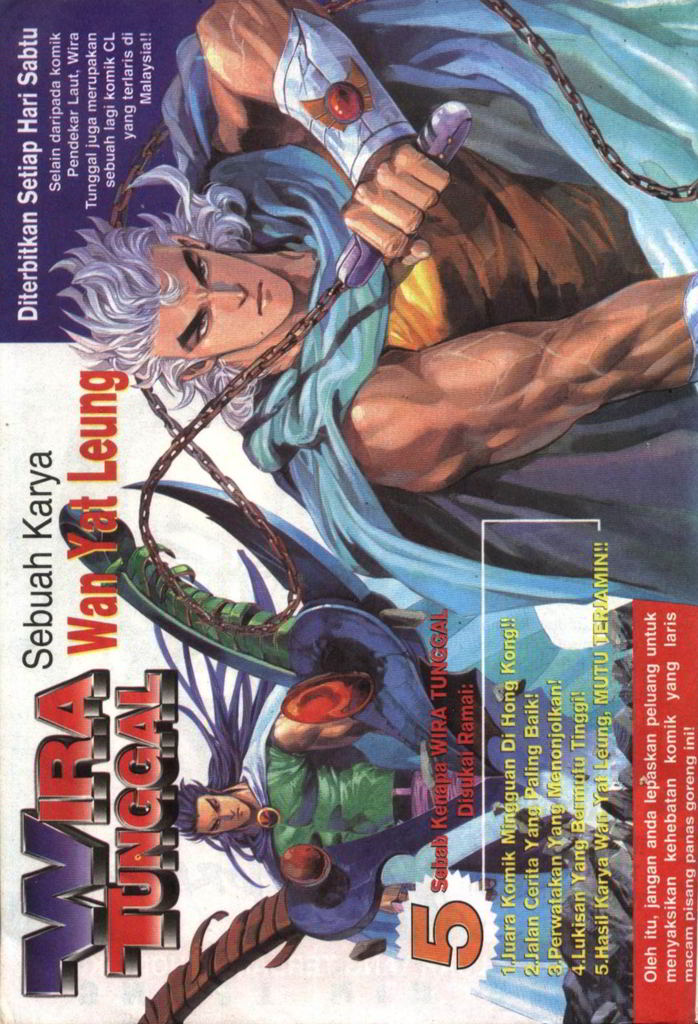 WIRA
TUNGGAL
Sebuah Karya
Wan Yat Leung
Diterbitkan Setiap Hari Sabtu
Selain daripada komik
Pendekar Laut, Wira
Tunggal juga merupakan
sebuah lagi komik CL
yang terlaris di
Malaysia!!
5 Sebab Kenapa WIRA TUNGGAL
Disukai Ramai:
1.Juara Komik Mingguan Di Hong Kong!!
2.Jalan Cerita Yang Paling Baik!
3.Perwatakan Yang Menonjolkan!
4.Lukisan Yang Bermutu Tinggi!
5.Hasil Karya Wan Yat Leung, MUTU TERJAMIN!!
Oleh itu, jangan anda lepaskan peluang untuk
menyaksikan kehebatan komik yang laris
macam pisang panas goreng ini!